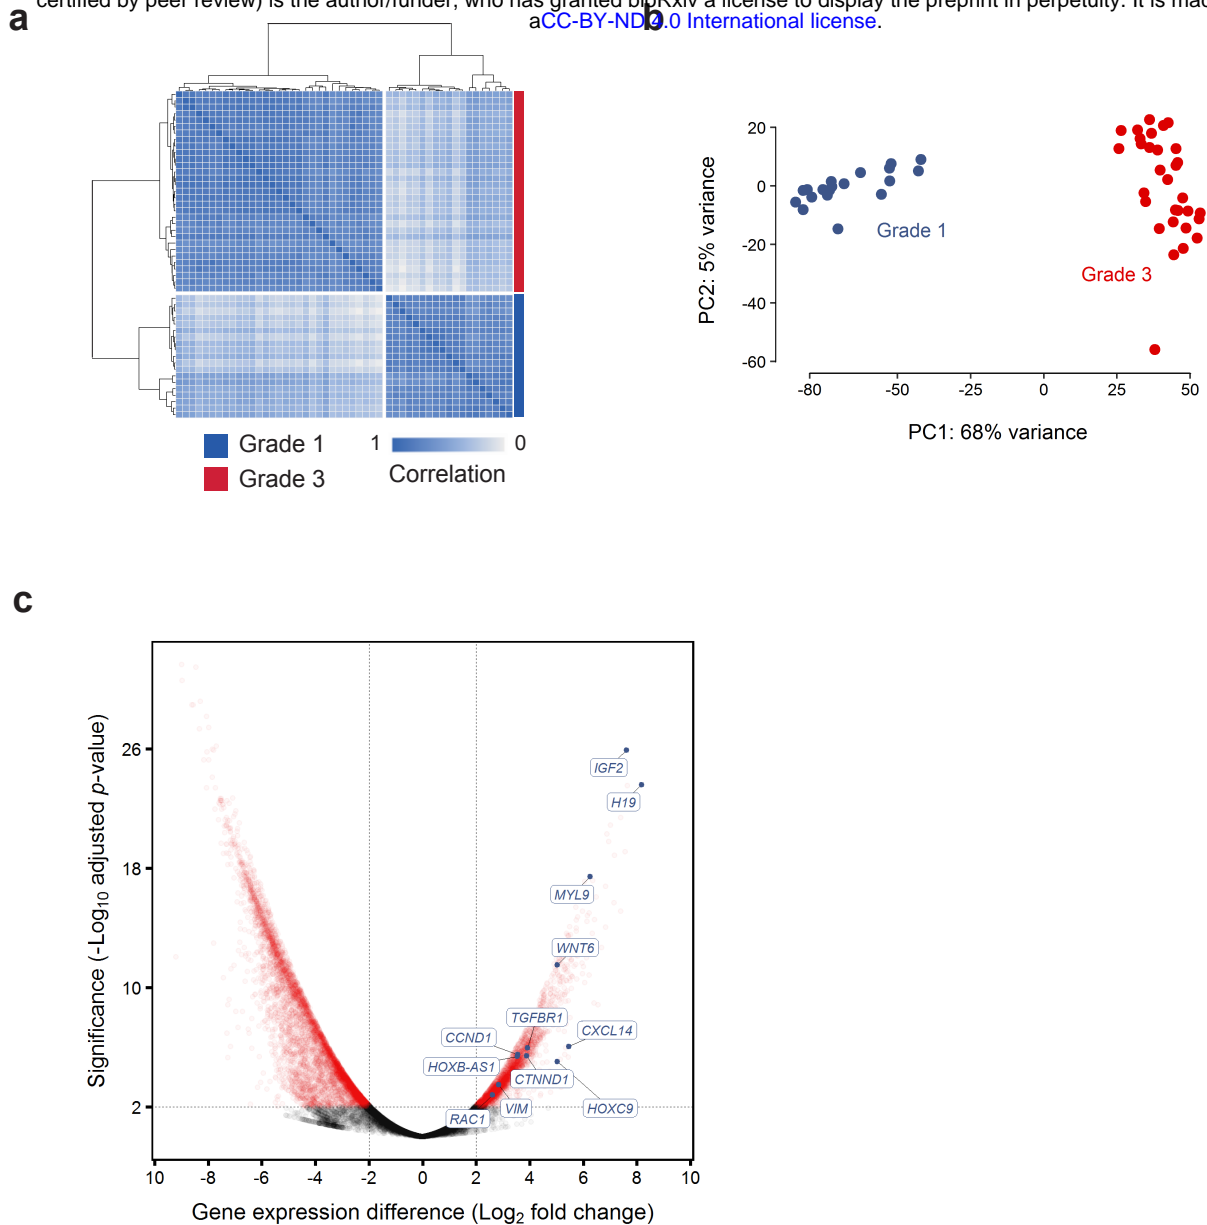 certified by peer review) is the author/funder, who has granted bioRxiv a license to display the preprint in perpetuity. It is mad
aCC-BY-ND 4.0 International license.
a
b
Grade 1
Grade 3
1
0
Correlation
20
0
-20
-40
-60
PC2: 5% variance
Grade 1
Grade 3
-80
-50
-25
0
25
50
PC1: 68% variance
c
26
18
10
2
Significance (-Log10 adjusted p-value)
IGF2
H19
MYL9
WNT6
TGFBR1
CCND1
CXCL14
HOXB-AS1
CTNND1
VIM
HOXC9
RAC1
10
-8
-6
-4
-2
0
2
4
6
8
10
Gene expression difference (Log2 fold change)